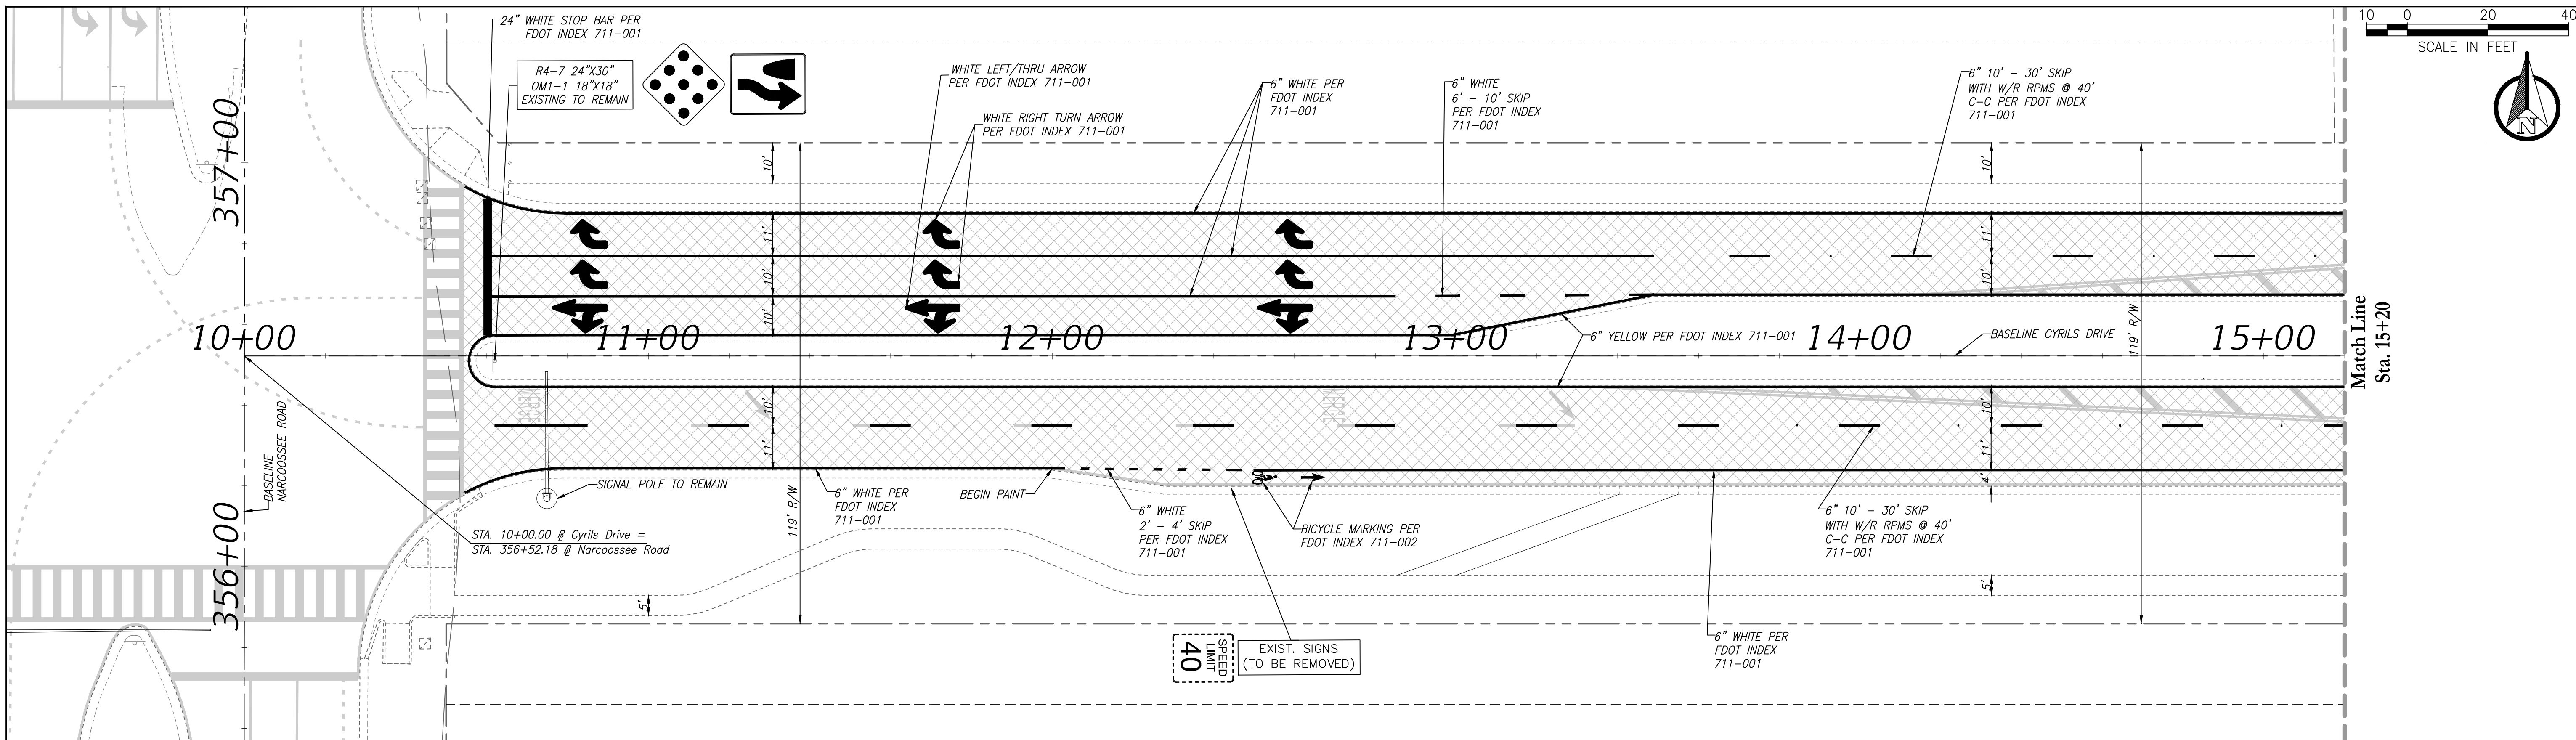 24" WHITE STOP BAR PER
FDOT INDEX 711-001
R4-7 24"X30"
OM1-1 18"X18"
EXISTING TO REMAIN
WHITE LEFT/THRU ARROW
PER FDOT INDEX 711-001
WHITE RIGHT TURN ARROW
PER FDOT INDEX 711-001
6" WHITE PER
FDOT INDEX
711-001
6" WHITE
6' - 10' SKIP
PER FDOT INDEX
711-001
6" 10' - 30' SKIP
WITH W/R RPMS @ 40'
C-C PER FDOT INDEX
711-001
10 0 20 40
SCALE IN FEET
N
357+00
10'
11'
10'
10'
10'
11'
10'
10+00
11+00
12+00
13+00
14+00
15+00
6" YELLOW PER FDOT INDEX 711-001
BASELINE CYRILS DRIVE
119' R/W
Match Line
Sta. 15+20
BASELINE
NARCOOSSEE ROAD
MERGE
MERGE
10'
11'
10'
11'
4'
SIGNAL POLE TO REMAIN
6" WHITE PER
FDOT INDEX
711-001
119' R/W
BEGIN PAINT
6" WHITE
2' - 4' SKIP
PER FDOT INDEX
711-001
BICYCLE MARKING PER
FDOT INDEX 711-002
6" 10' - 30' SKIP
WITH W/R RPMS @ 40'
C-C PER FDOT INDEX
711-001
STA. 10+00.00 @ Cyrils Drive =
STA. 356+52.18 @ Narcoossee Road
356+00
5'
5'
SPEED
LIMIT
40
EXIST. SIGNS
(TO BE REMOVED)
6" WHITE PER
FDOT INDEX
711-001